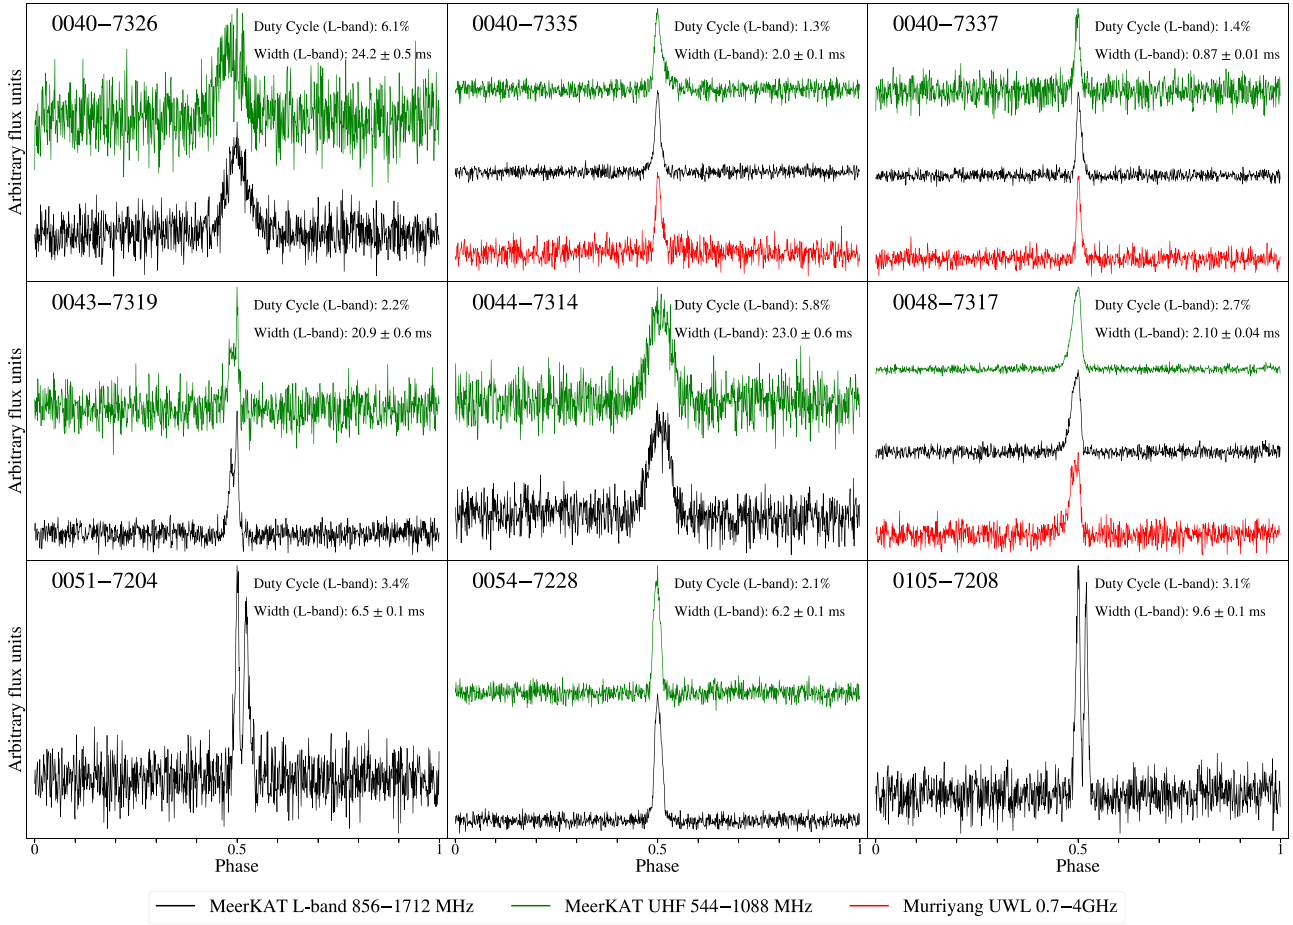 0040−7326
Duty Cycle (L-band): 6.1%
Width (L-band): 24.2 ± 0.5 ms
0040−7335
Duty Cycle (L-band): 1.3%
Width (L-band): 2.0 ± 0.1 ms
0040−7337
Duty Cycle (L-band): 1.4%
Width (L-band): 0.87 ± 0.01 ms
Arbitrary flux units
0043−7319
Duty Cycle (L-band): 2.2%
Width (L-band): 20.9 ± 0.6 ms
0044−7314
Duty Cycle (L-band): 5.8%
Width (L-band): 23.0 ± 0.6 ms
0048−7317
Duty Cycle (L-band): 2.7%
Width (L-band): 2.10 ± 0.04 ms
Arbitrary flux units
0051−7204
Duty Cycle (L-band): 3.4%
Width (L-band): 6.5 ± 0.1 ms
0054−7228
Duty Cycle (L-band): 2.1%
Width (L-band): 6.2 ± 0.1 ms
0105−7208
Duty Cycle (L-band): 3.1%
Width (L-band): 9.6 ± 0.1 ms
Arbitrary flux units
0 0.5 1
Phase
0 0.5 1
Phase
0 0.5 1
Phase
MeerKAT L-band 856−1712 MHz
MeerKAT UHF 544−1088 MHz
Murriyang UWL 0.7−4GHz